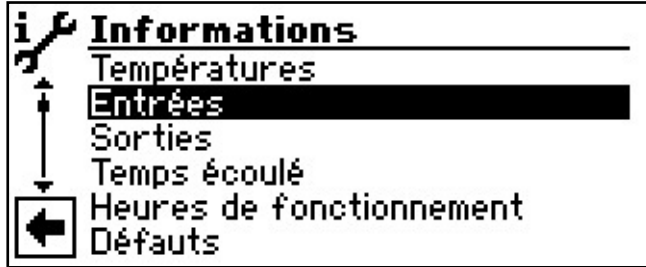 Informations
Températures
Entrées
Sorties
Temps écoulé
Heures de fonctionnement
Défauts